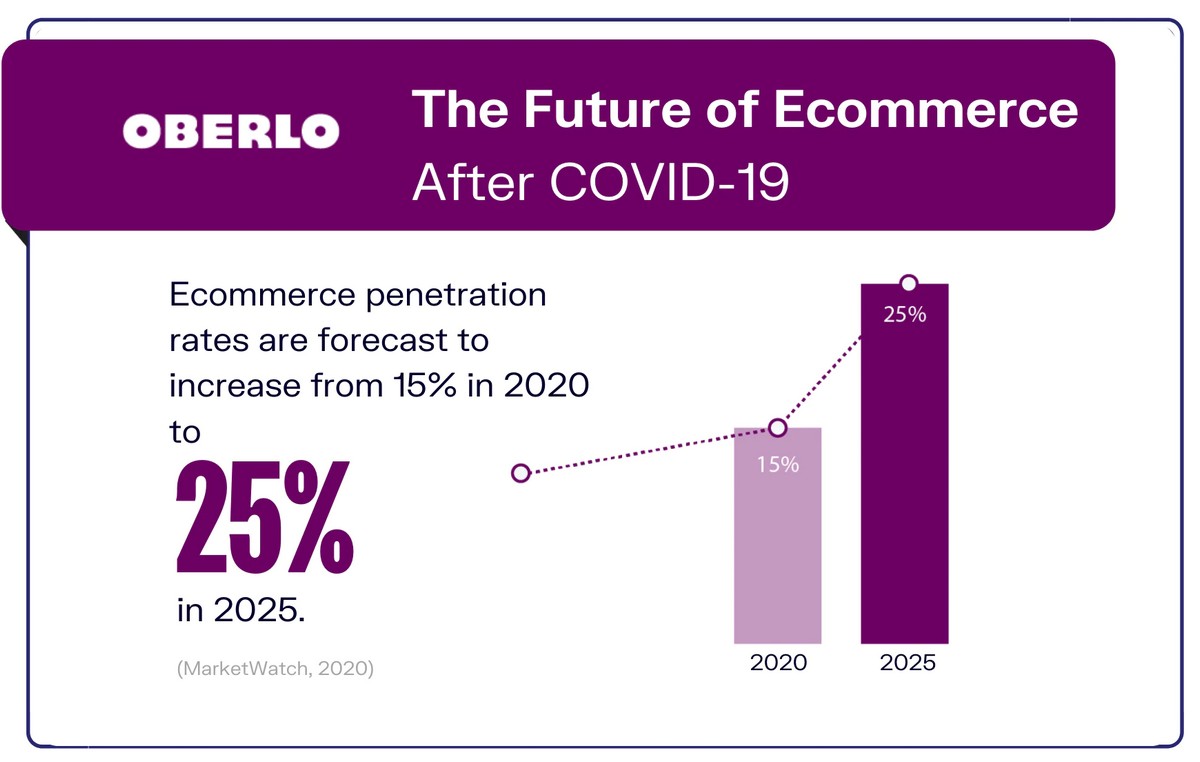 OBERLO
The Future of Ecommerce
After COVID-19
Ecommerce penetration
rates are forecast to
increase from 15% in 2020
to
25%
in 2025.
(MarketWatch, 2020)
25%
15%
2020
2025